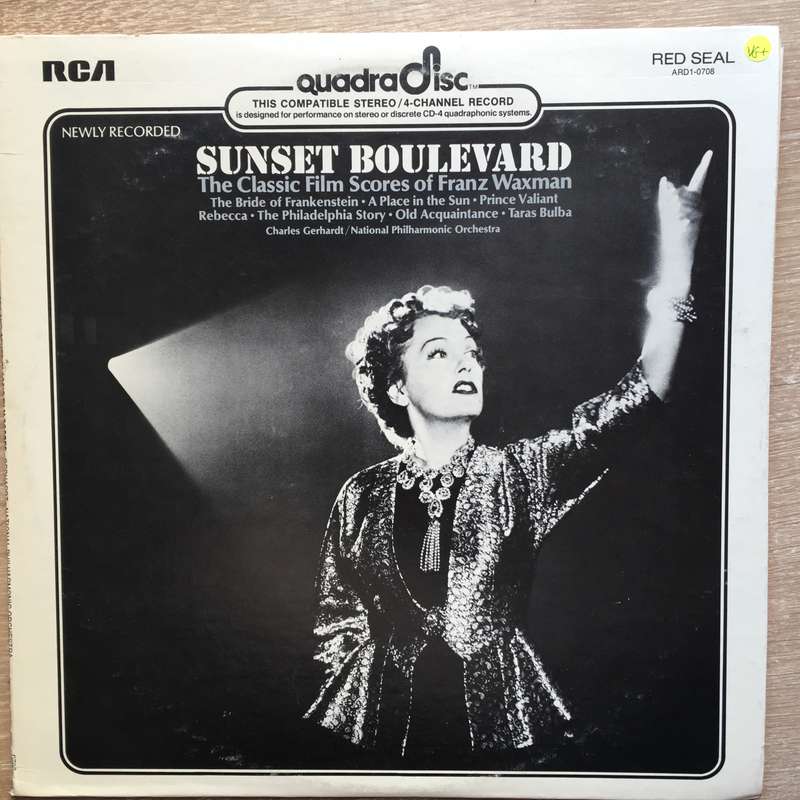 RCA
quadradisc TM
RED SEAL
ARD1-0708
VG+
THIS COMPATIBLE STEREO/4-CHANNEL RECORD
is designed for performance on stereo or discrete CD-4 quadraphonic systems.
NEWLY RECORDED
SUNSET BOULEVARD
The Classic Film Scores of Franz Waxman
The Bride of Frankenstein • A Place in the Sun • Prince Valiant
Rebecca • The Philadelphia Story • Old Acquaintance • Taras Bulba
Charles Gerhardt/National Philharmonic Orchestra